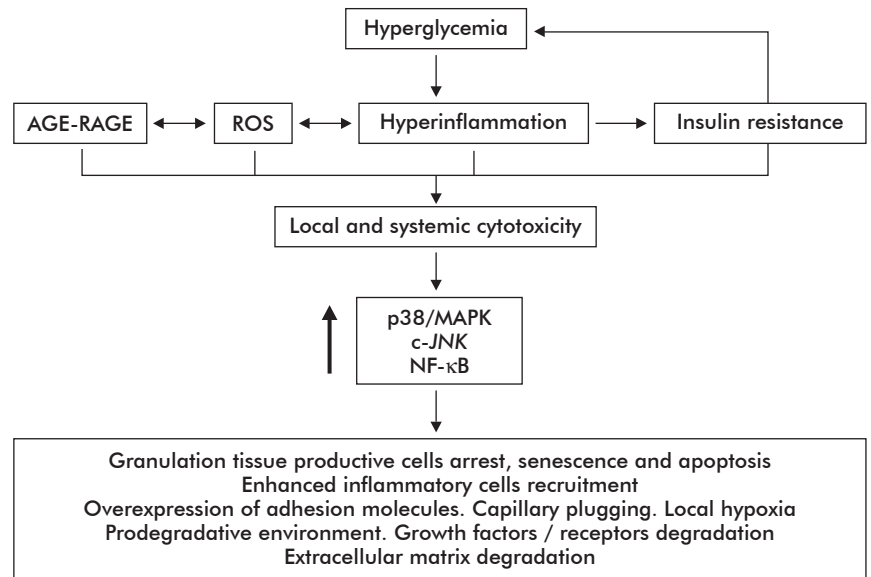 Hyperglycemia
AGE-RAGE
ROS
Hyperinflammation
Insulin resistance
Local and systemic cytotoxicity
p38/MAPK
c-JNK
NF-κB
Granulation tissue productive cells arrest, senescence and apoptosis
Enhanced inflammatory cells recruitment
Overexpression of adhesion molecules. Capillary plugging. Local hypoxia
Prodegradative environment. Growth factors / receptors degradation
Extracellular matrix degradation